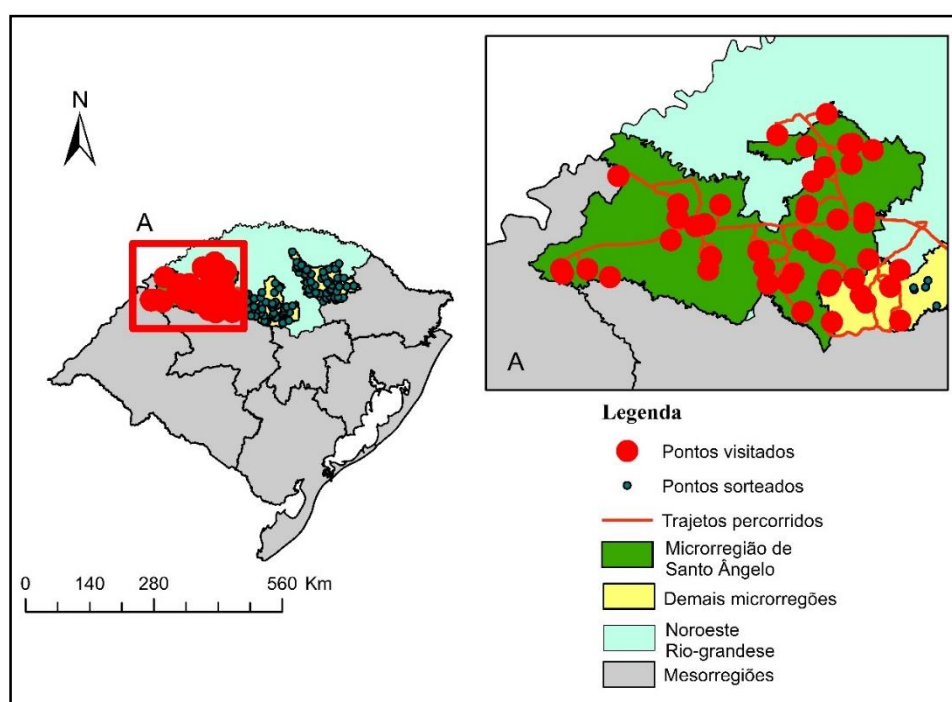 N
A
0 140 280 560 Km
A
Legenda
Pontos visitados
Pontos sorteados
Trajetos percorridos
Microrregião de
Santo Ângelo
Demais microrregões
Noroeste
Rio-grandese
Mesorregiões